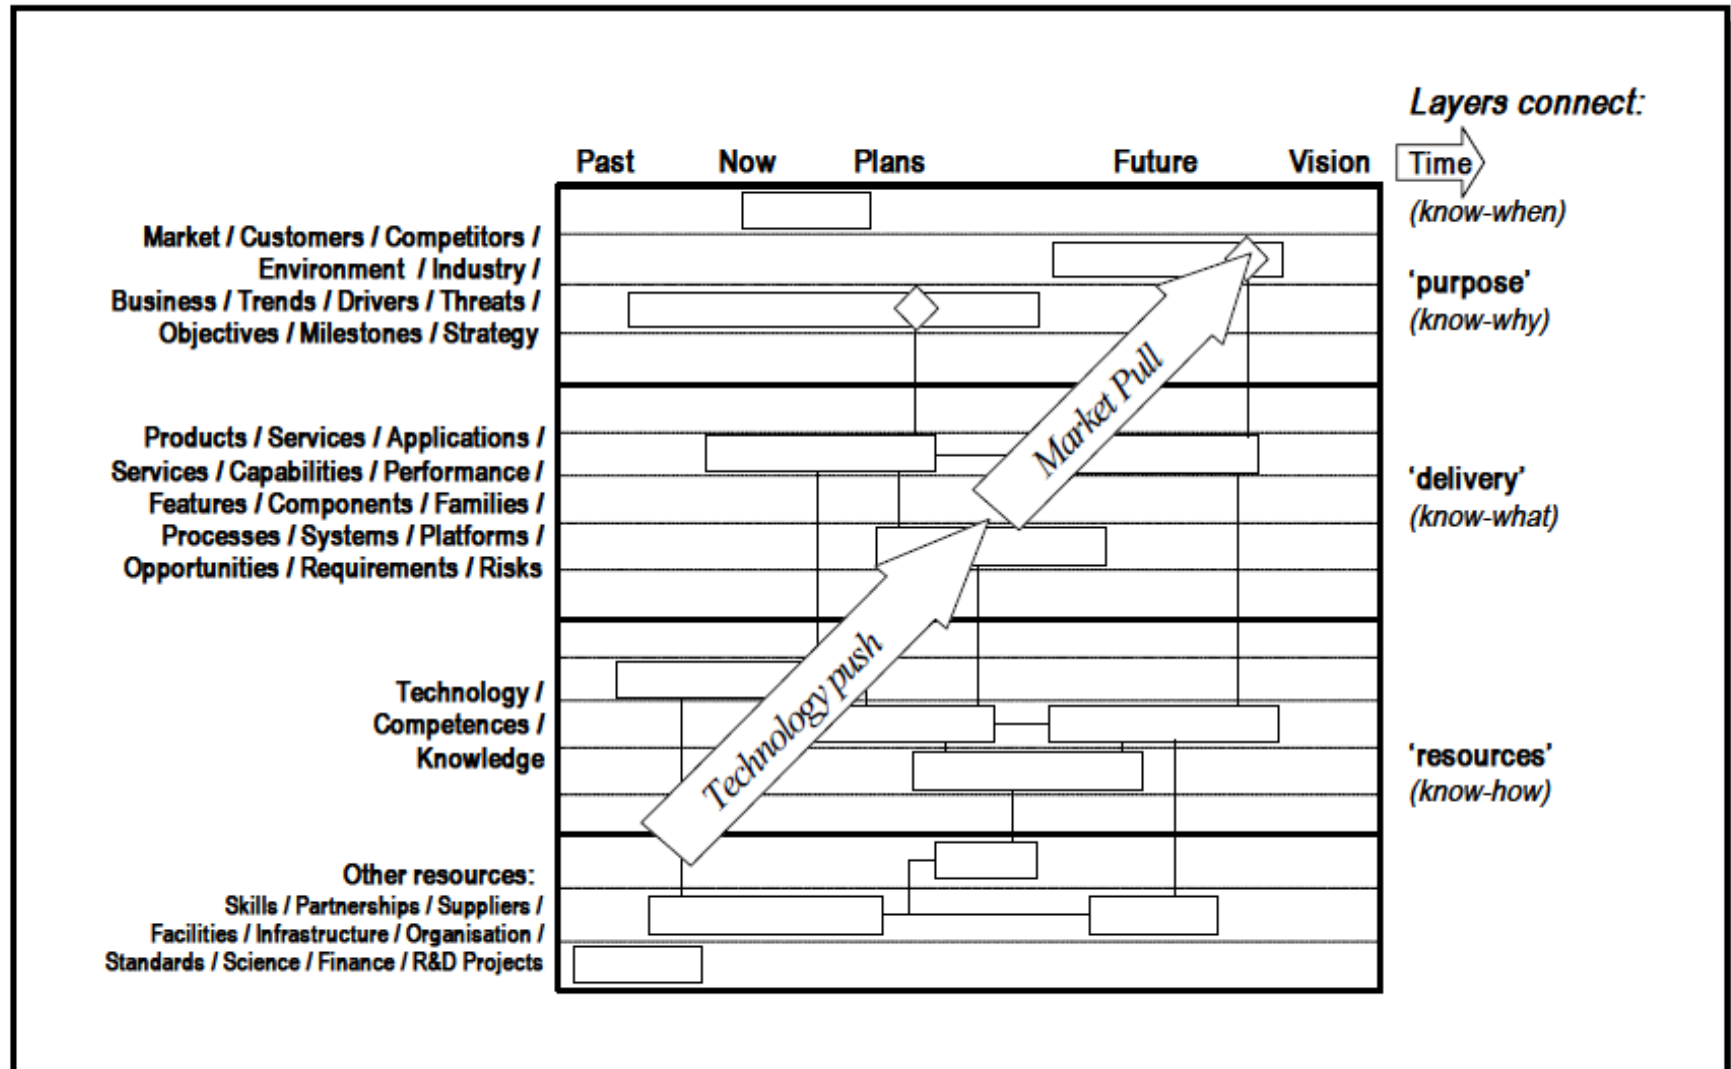 Layers connect:
Past Now Plans Future Vision Time
(know-when)
Market / Customers / Competitors /
Environment / Industry /
Business / Trends / Drivers / Threats /
Objectives / Milestones / Strategy
'purpose'
(know-why)
Market Pull
Products / Services / Applications /
Services / Capabilities / Performance /
Features / Components / Families /
Processes / Systems / Platforms /
Opportunities / Requirements / Risks
'delivery'
(know-what)
Technology push
Technology /
Competences /
Knowledge
'resources'
(know-how)
Other resources:
Skills / Partnerships / Suppliers /
Facilities / Infrastructure / Organisation /
Standards / Science / Finance / R&D Projects